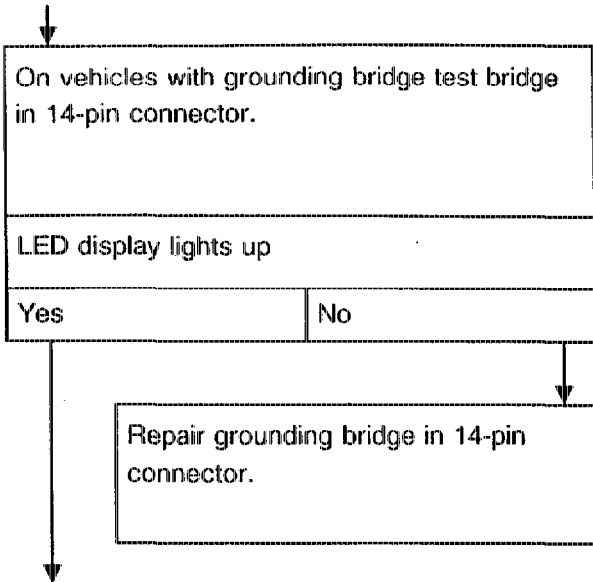 On vehicles with grounding bridge test bridge
in 14-pin connector.
LED display lights up
Yes
No
Repair grounding bridge in 14-pin
connector.